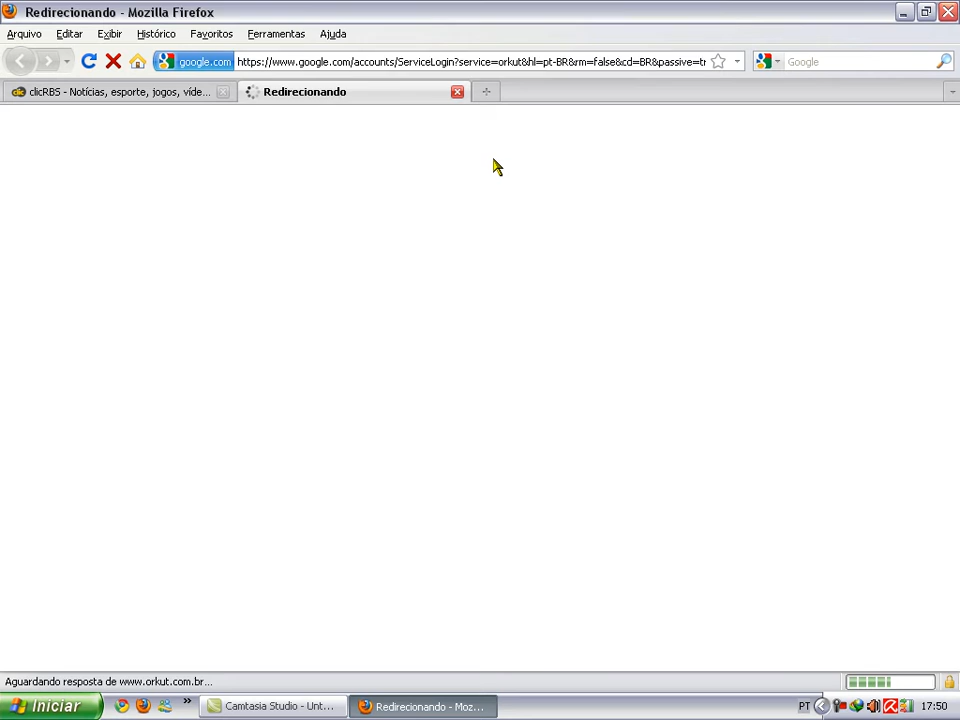 Redirecionando - Mozilla Firefox
Arquivo Editar Exibir Histórico Favoritos Ferramentas Ajuda
google.com https://www.google.com/accounts/ServiceLogin?service=orkut&hl=pt-BR&rm=false&cd=BR&passive=tr Google
clicRBS - Notícias, esporte, jogos, víde... Redirecionando
Aguardando resposta de www.orkut.com.br...
Iniciar Camtasia Studio - Unt... Redirecionando - Moz... PT 17:50